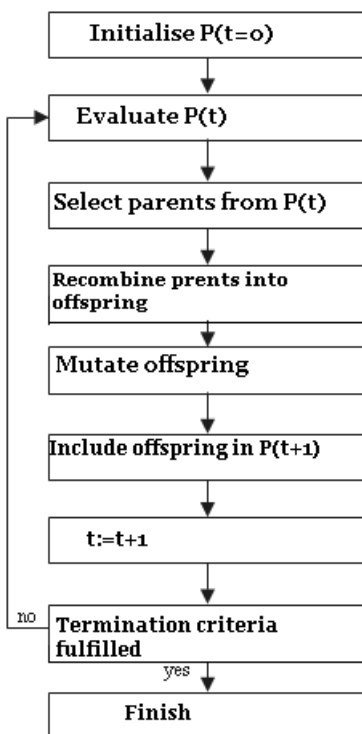 Initialise P(t=0)
Evaluate P(t)
Select parents from P(t)
Recombine prents into
offspring
Mutate offspring
Include offspring in P(t+1)
t:=t+1
no
Termination criteria
fulfilled
yes
Finish